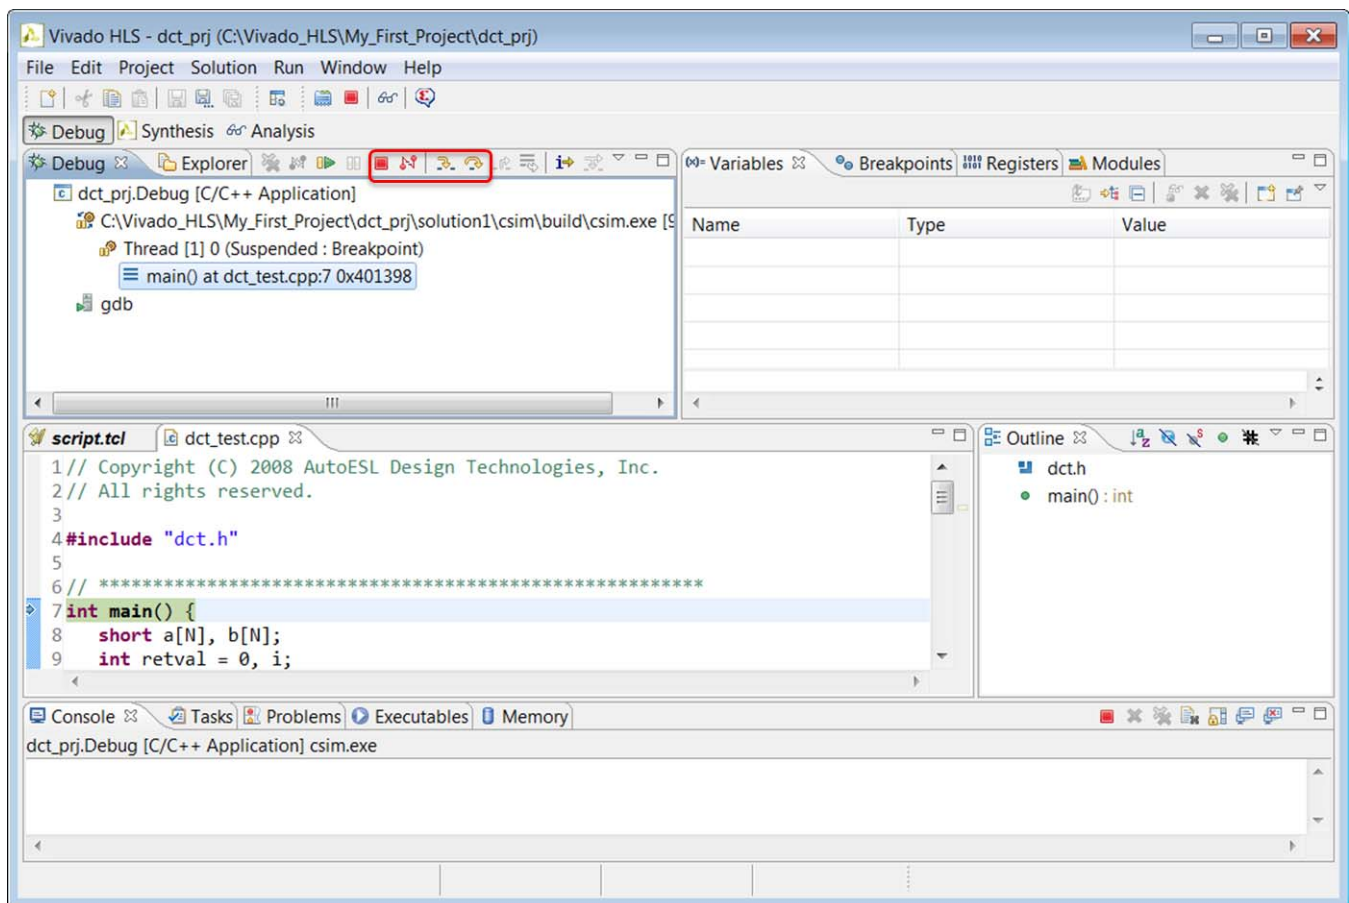 Vivado HLS - dct_prj (C:\Vivado_HLS\My_First_Project\dct_prj)
File Edit Project Solution Run Window Help
Debug Synthesis Analysis
Debug Explorer
dct_prj.Debug [C/C++ Application]
C:\Vivado_HLS\My_First_Project\dct_prj\solution1\csim\build\csim.exe [9
Thread [1] 0 (Suspended : Breakpoint)
main() at dct_test.cpp:7 0x401398
gdb
(x)= Variables Breakpoints Registers Modules
Name Type Value
script.tcl dct_test.cpp
1 // Copyright (C) 2008 AutoESL Design Technologies, Inc.
2 // All rights reserved.
3
4 #include "dct.h"
5
6 // ********************************************************
7 int main() {
8 short a[N], b[N];
9 int retval = 0, i;
Outline
dct.h
main() : int
Console Tasks Problems Executables Memory
dct_prj.Debug [C/C++ Application] csim.exe